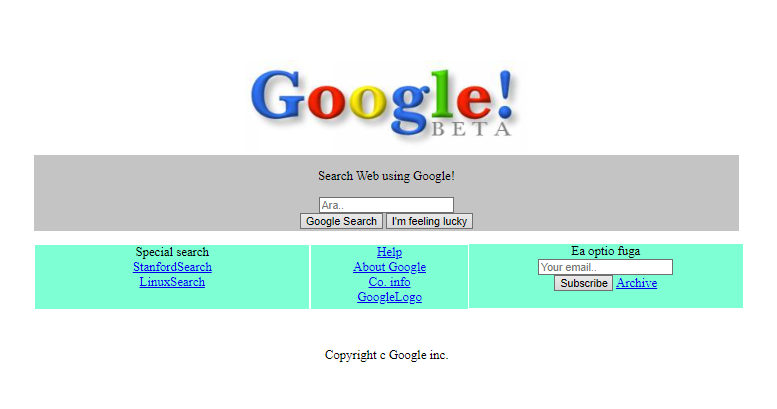 Google!
BETA
Search Web using Google!
Ara..
Google Search I'm feeling lucky
Special search
StanfordSearch
LinuxSearch
Help
About Google
Co. info
GoogleLogo
Ea optio fuga
Your email..
Subscribe Archive
Copyright c Google inc.